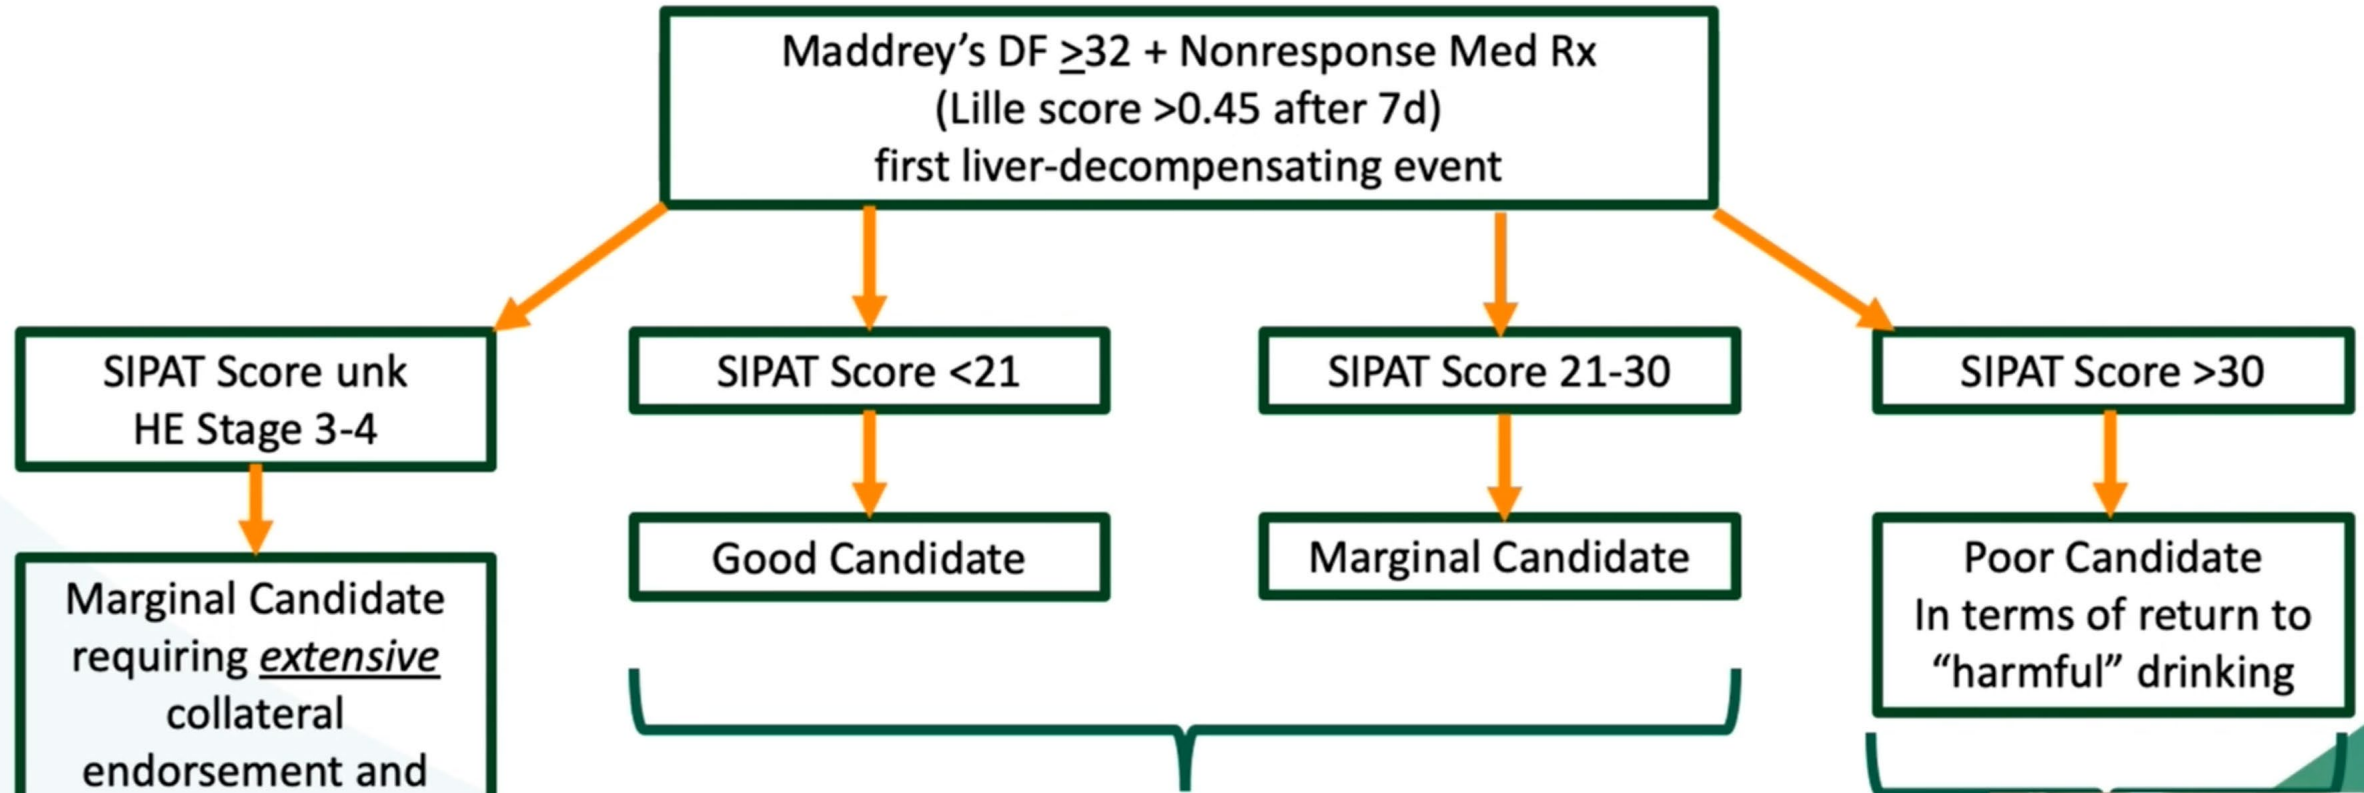 Maddrey's DF ≥32 + Nonresponse Med Rx
(Lille score >0.45 after 7d)
first liver-decompensating event
SIPAT Score unk
HE Stage 3-4
SIPAT Score <21
SIPAT Score 21-30
SIPAT Score >30
Marginal Candidate
requiring extensive
collateral
endorsement and
Good Candidate
Marginal Candidate
Poor Candidate
In terms of return to
“harmful” drinking